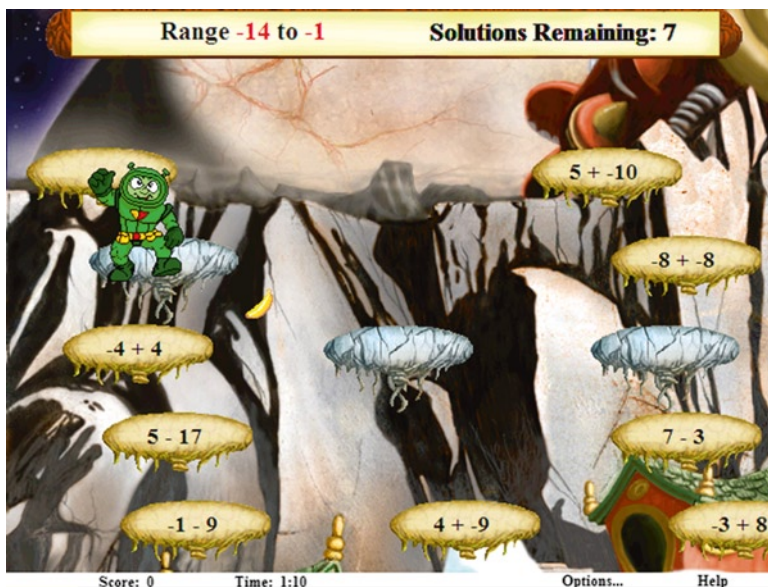 Range -14 to -1
Solutions Remaining: 7
5 + -10
-8 + -8
-4 + 4
5 - 17
7 - 3
-1 - 9
4 + -9
-3 + 8
Score: 0
Time: 1:10
Options...
Help